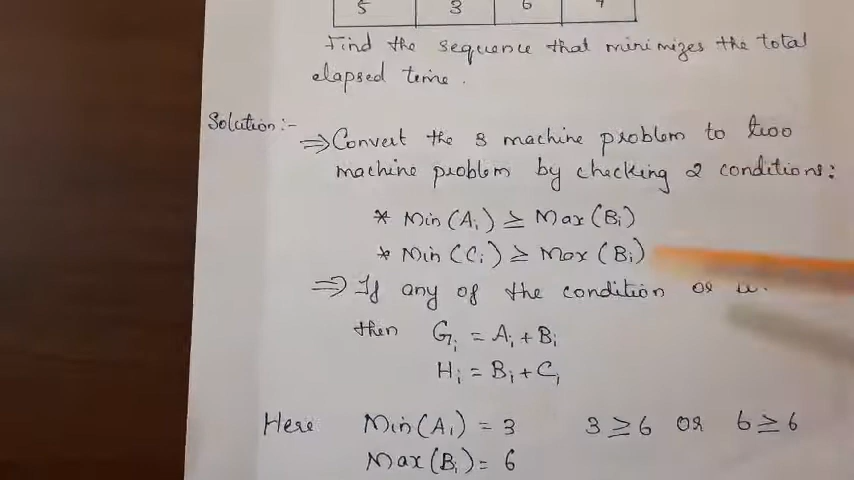 5 3 6
Find the sequence that minimizes the total
elapsed time.
Solution:-
⇒ Convert the 3 machine problem to two
machine problem by checking 2 conditions:
* Min(Ai) ≥ Max(Bi)
* Min(Ci) ≥ Max(Bi)
⇒ If any of the condition or
then Gi = Ai + Bi
Hi = Bi + Ci
Here Min(Ai) = 3 3 ≥ 6 OR 6 ≥ 6
Max(Bi) = 6